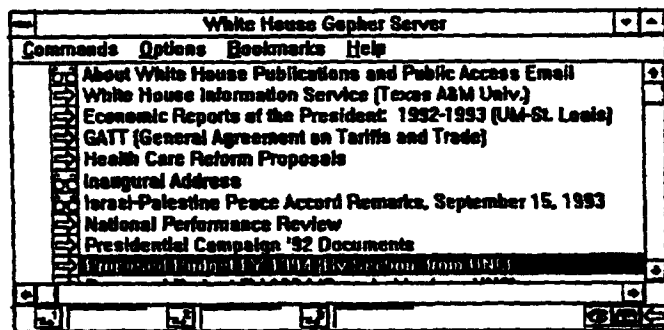 White House Gopher Server
Commands Options Bookmarks Help
About White House Publications and Public Access Email
White House Information Service (Texas A&M Univ.)
Economic Reports of the President: 1992-1993 (UM-St. Louis)
GATT (General Agreement on Tariffs and Trade)
Health Care Reform Proposals
Inaugural Address
Israel-Palestine Peace Accord Remarks, September 15, 1993
National Performance Review
Presidential Campaign '92 Documents